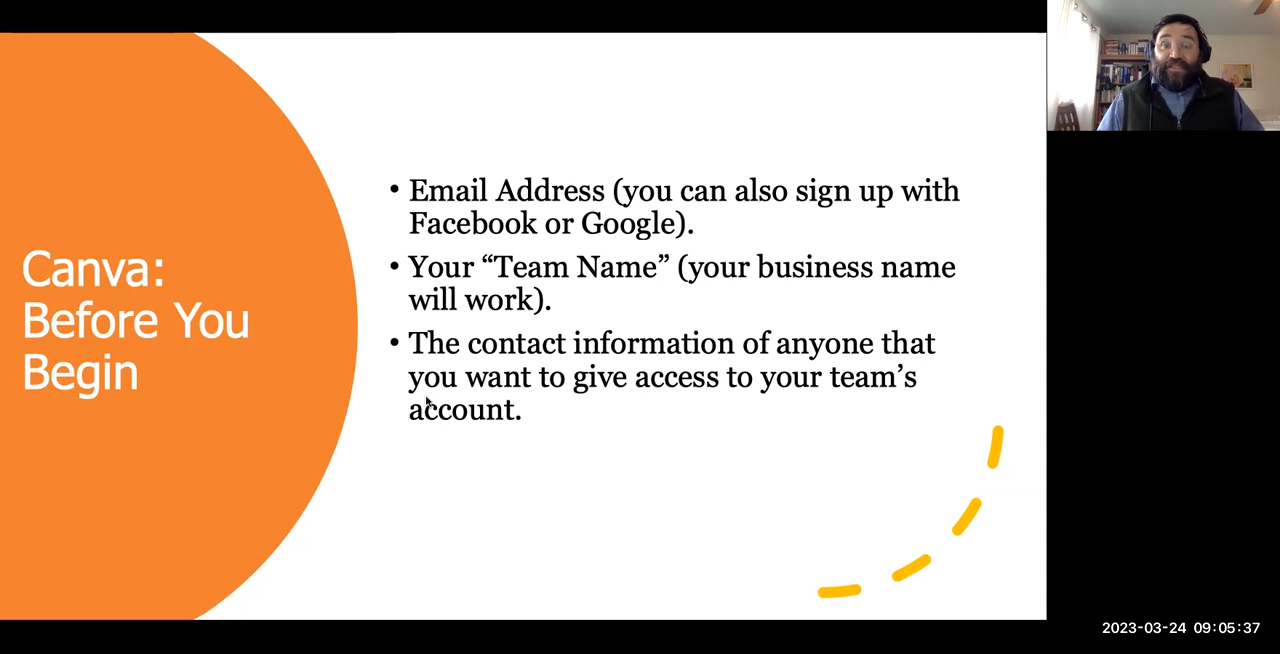 Canva:
Before You
Begin
• Email Address (you can also sign up with
Facebook or Google).
• Your “Team Name” (your business name
will work).
• The contact information of anyone that
you want to give access to your team’s
account.
2023-03-24 09:05:37